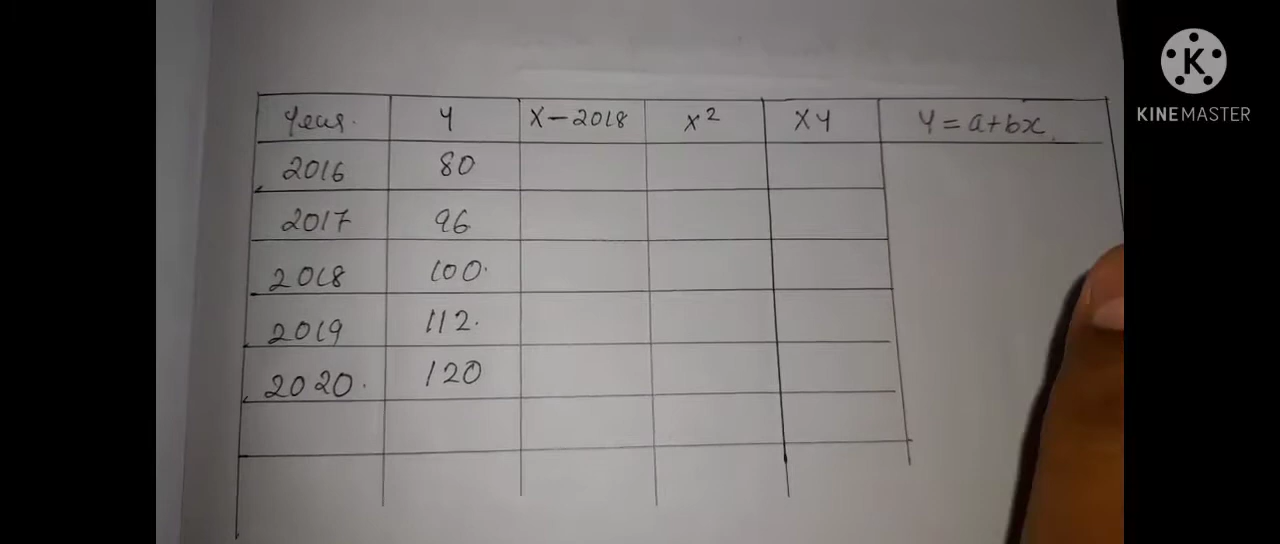 Year. Y X-2018 X² XY Y=a+bx
2016 80
2017 96
2018 100.
2019 112.
2020. 120
K
KINEMASTER